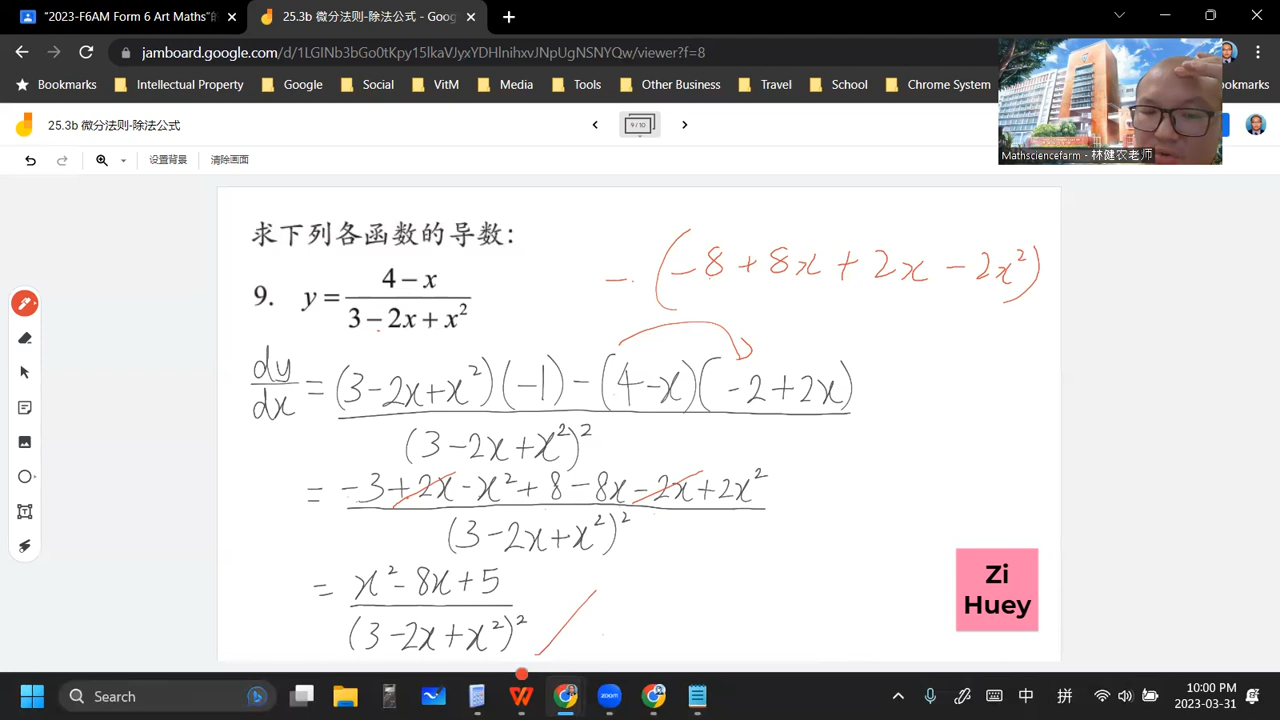 "2023-F6AM Form 6 Art Maths"的
25.3b 微分法则-除法公式 - Goog
jamboard.google.com/d/1LGlNb3bGo0tKpy15lkaVJyxYDHlmHrwJNpUgNSNYQw/viewer?f=8
Bookmarks Intellectual Property Google Social VitM Media Tools Other Business Travel School Chrome System Bookmarks
25.3b 微分法则-除法公式
9 / 10
设置背景 清除画面
Mathsciencefarm - 林健农老师
求下列各函数的导数:
9. y = (4 − x) / (3 − 2x + x²)
− (−8 + 8x + 2x − 2x²)
dy/dx = ((3−2x+x²)(−1) − (4−x)(−2+2x)) / (3−2x+x²)²
= (−3+2x−x²+8−8x−2x+2x²) / (3−2x+x²)²
= (x²−8x+5) / (3−2x+x²)²
Zi
Huey
Search
中 拼
10:00 PM
2023-03-31